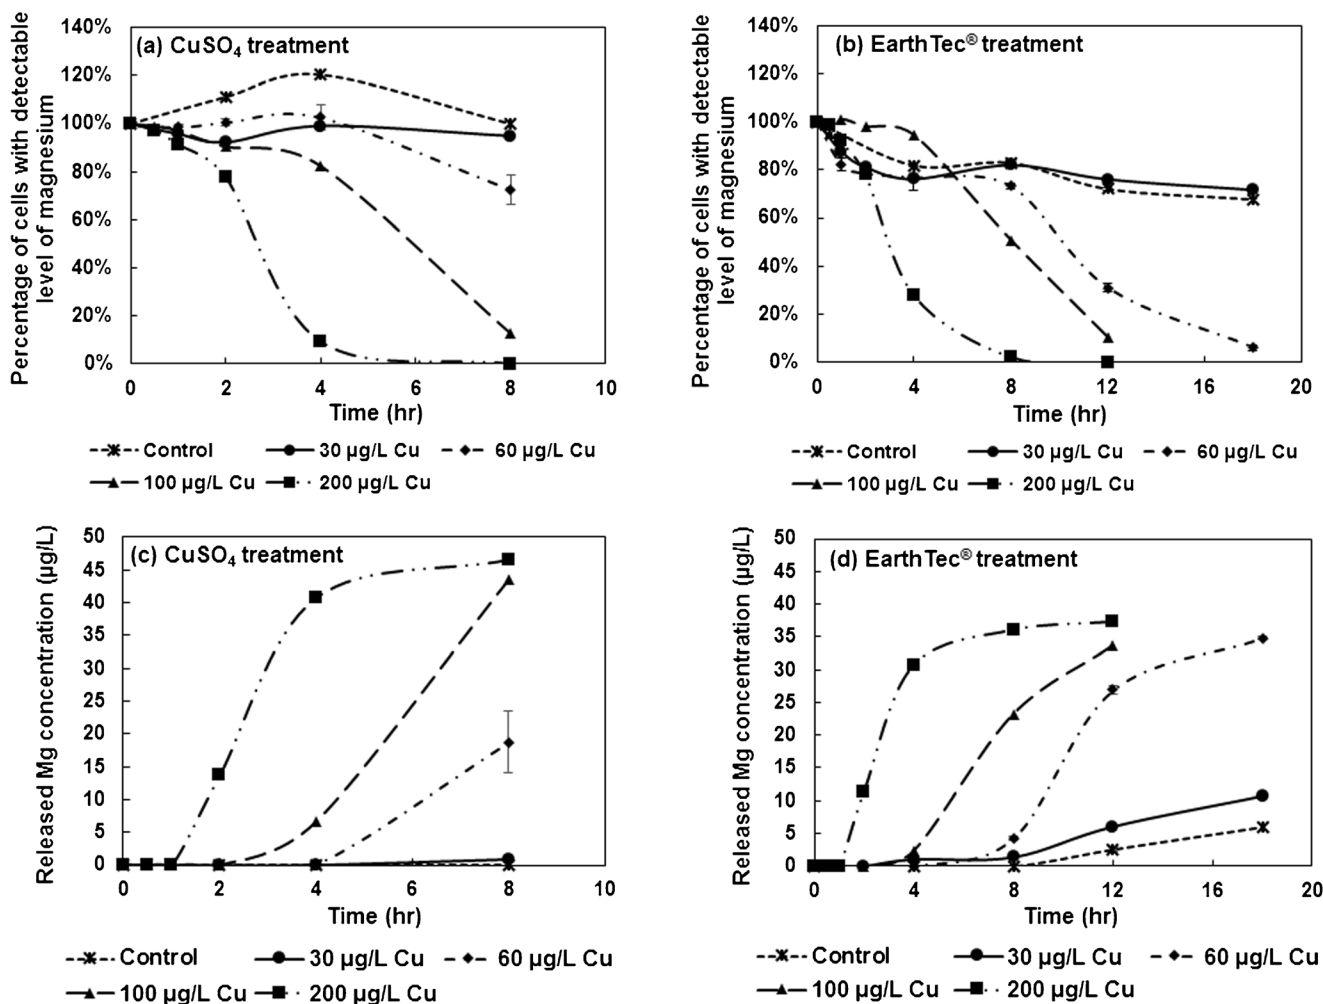 (a) CuSO4 treatment
Percentage of cells with detectable
level of magnesium
140%
120%
100%
80%
60%
40%
20%
0%
0 2 4 6 8 10
Time (hr)
Control 30 µg/L Cu 60 µg/L Cu
100 µg/L Cu 200 µg/L Cu
(b) EarthTec® treatment
Percentage of cells with detectable
level of magnesium
140%
120%
100%
80%
60%
40%
20%
0%
0 4 8 12 16 20
Time (hr)
Control 30 µg/L Cu 60 µg/L Cu
100 µg/L Cu 200 µg/L Cu
(c) CuSO4 treatment
Released Mg concentration (µg/L)
50
45
40
35
30
25
20
15
10
5
0
0 2 4 6 8 10
Time (hr)
Control 30 µg/L Cu 60 µg/L Cu
100 µg/L Cu 200 µg/L Cu
(d) EarthTec® treatment
Released Mg concentration (µg/L)
50
45
40
35
30
25
20
15
10
5
0
0 4 8 12 16 20
Time (hr)
Control 30 µg/L Cu 60 µg/L Cu
100 µg/L Cu 200 µg/L Cu